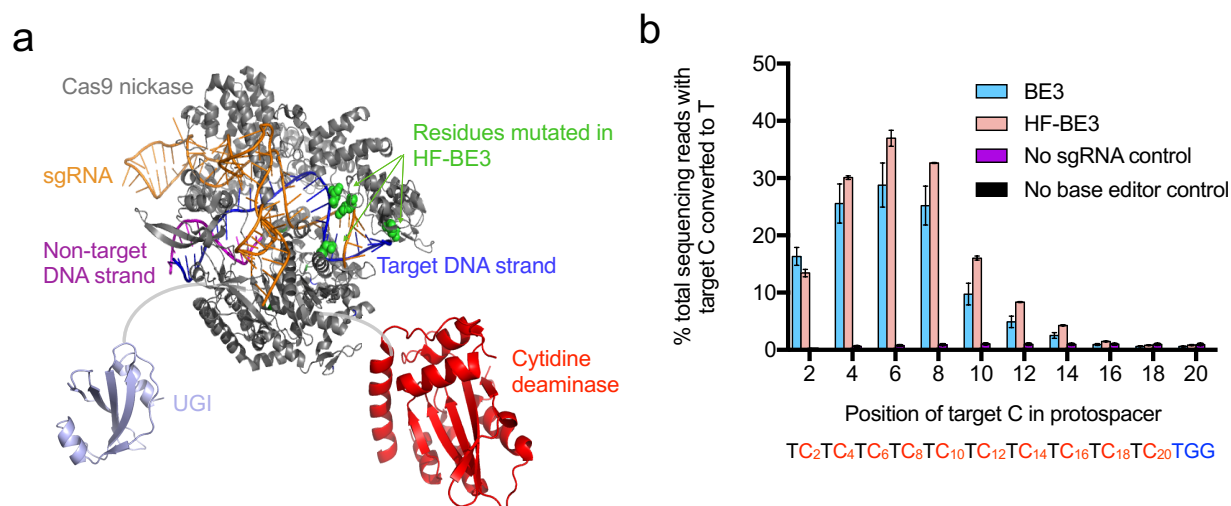 a
Cas9 nickase
Residues mutated in
HF-BE3
sgRNA
Non-target
DNA strand
Target DNA strand
UGI
Cytidine
deaminase
b
% total sequencing reads with
target C converted to T
50
40
30
20
10
0
BE3
HF-BE3
No sgRNA control
No base editor control
2 4 6 8 10 12 14 16 18 20
Position of target C in protospacer
TC₂TC₄TC₆TC₈TC₁₀TC₁₂TC₁₄TC₁₆TC₁₈TC₂₀TGG